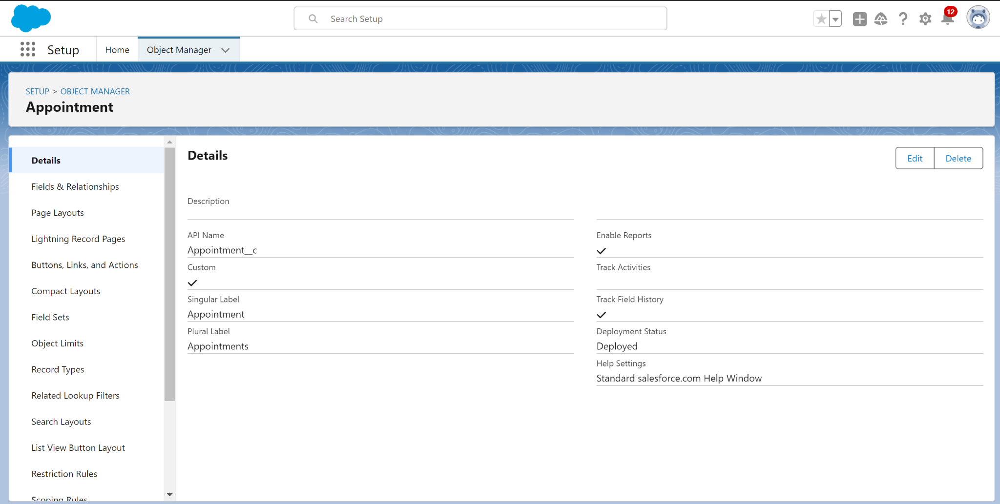 Search Setup
12
Setup
Home
Object Manager
SETUP > OBJECT MANAGER
Appointment
Details
Fields & Relationships
Page Layouts
Lightning Record Pages
Buttons, Links, and Actions
Compact Layouts
Field Sets
Object Limits
Record Types
Related Lookup Filters
Search Layouts
List View Button Layout
Restriction Rules
Scoping Rules
Details
Edit
Delete
Description
API Name
Appointment__c
Custom
Singular Label
Appointment
Plural Label
Appointments
Enable Reports
Track Activities
Track Field History
Deployment Status
Deployed
Help Settings
Standard salesforce.com Help Window